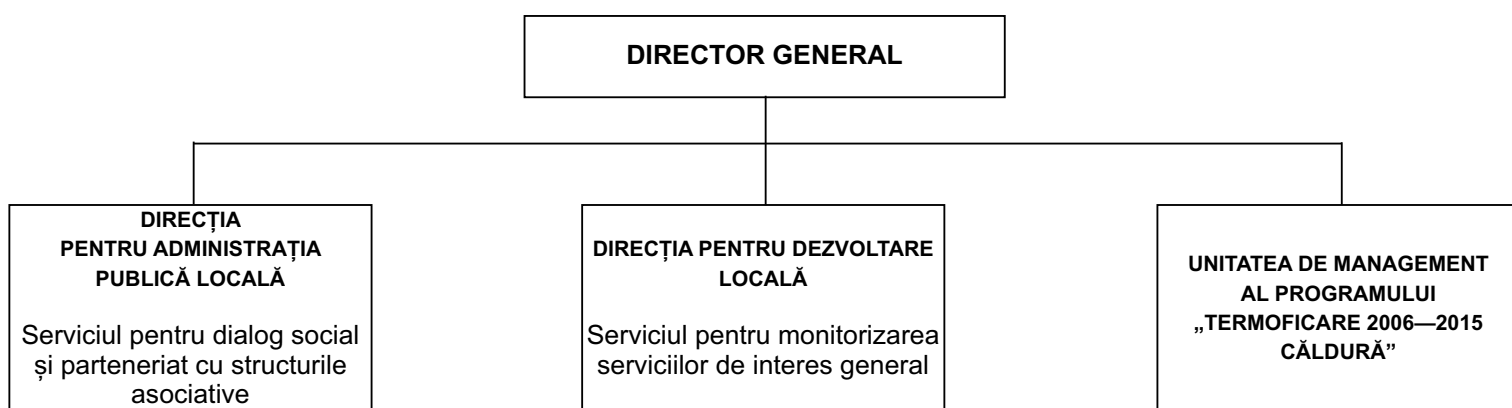 DIRECTOR GENERAL
DIRECȚIA
PENTRU ADMINISTRAȚIA
PUBLICĂ LOCALĂ
Serviciul pentru dialog social
și parteneriat cu structurile
asociative
DIRECȚIA PENTRU DEZVOLTARE
LOCALĂ
Serviciul pentru monitorizarea
serviciilor de interes general
UNITATEA DE MANAGEMENT
AL PROGRAMULUI
„TERMOFICARE 2006—2015
CĂLDURĂ”